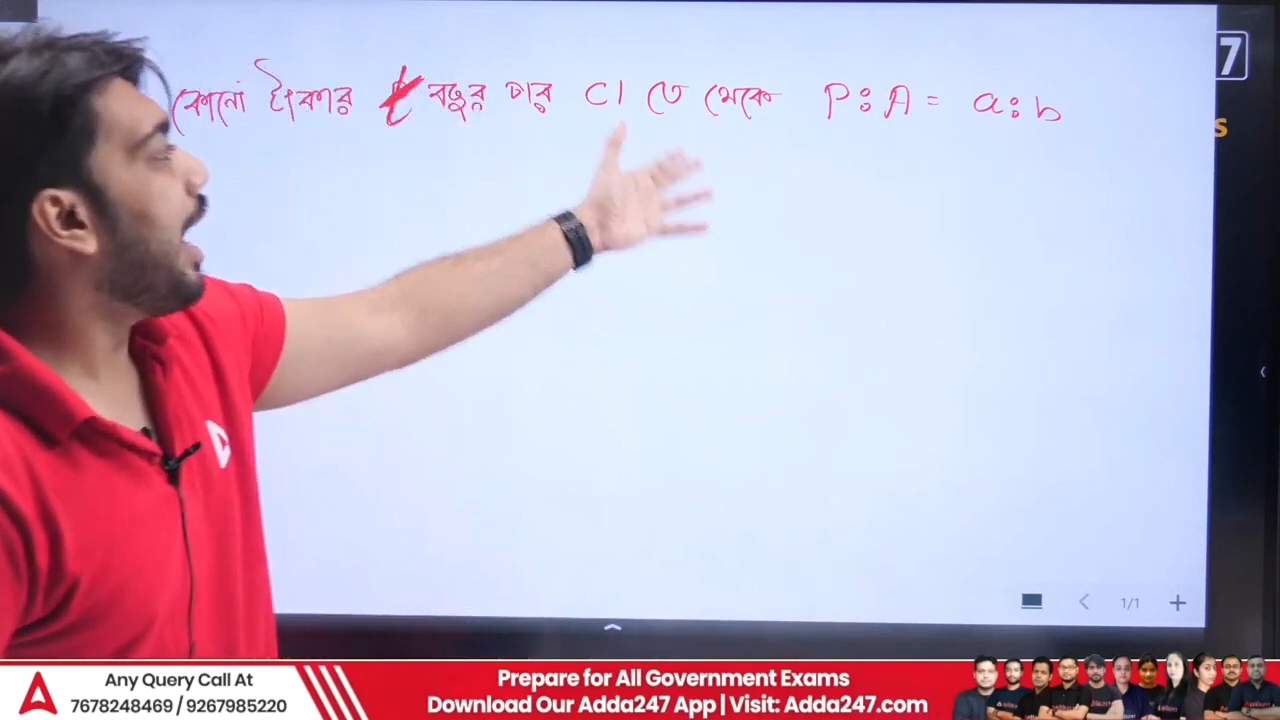 কোনো টাকার t বছর পর CI তে থেকে P : A = a : b
7
S
1/1
Any Query Call At
7678248469 / 9267985220
Prepare for All Government Exams
Download Our Adda247 App | Visit: Adda247.com